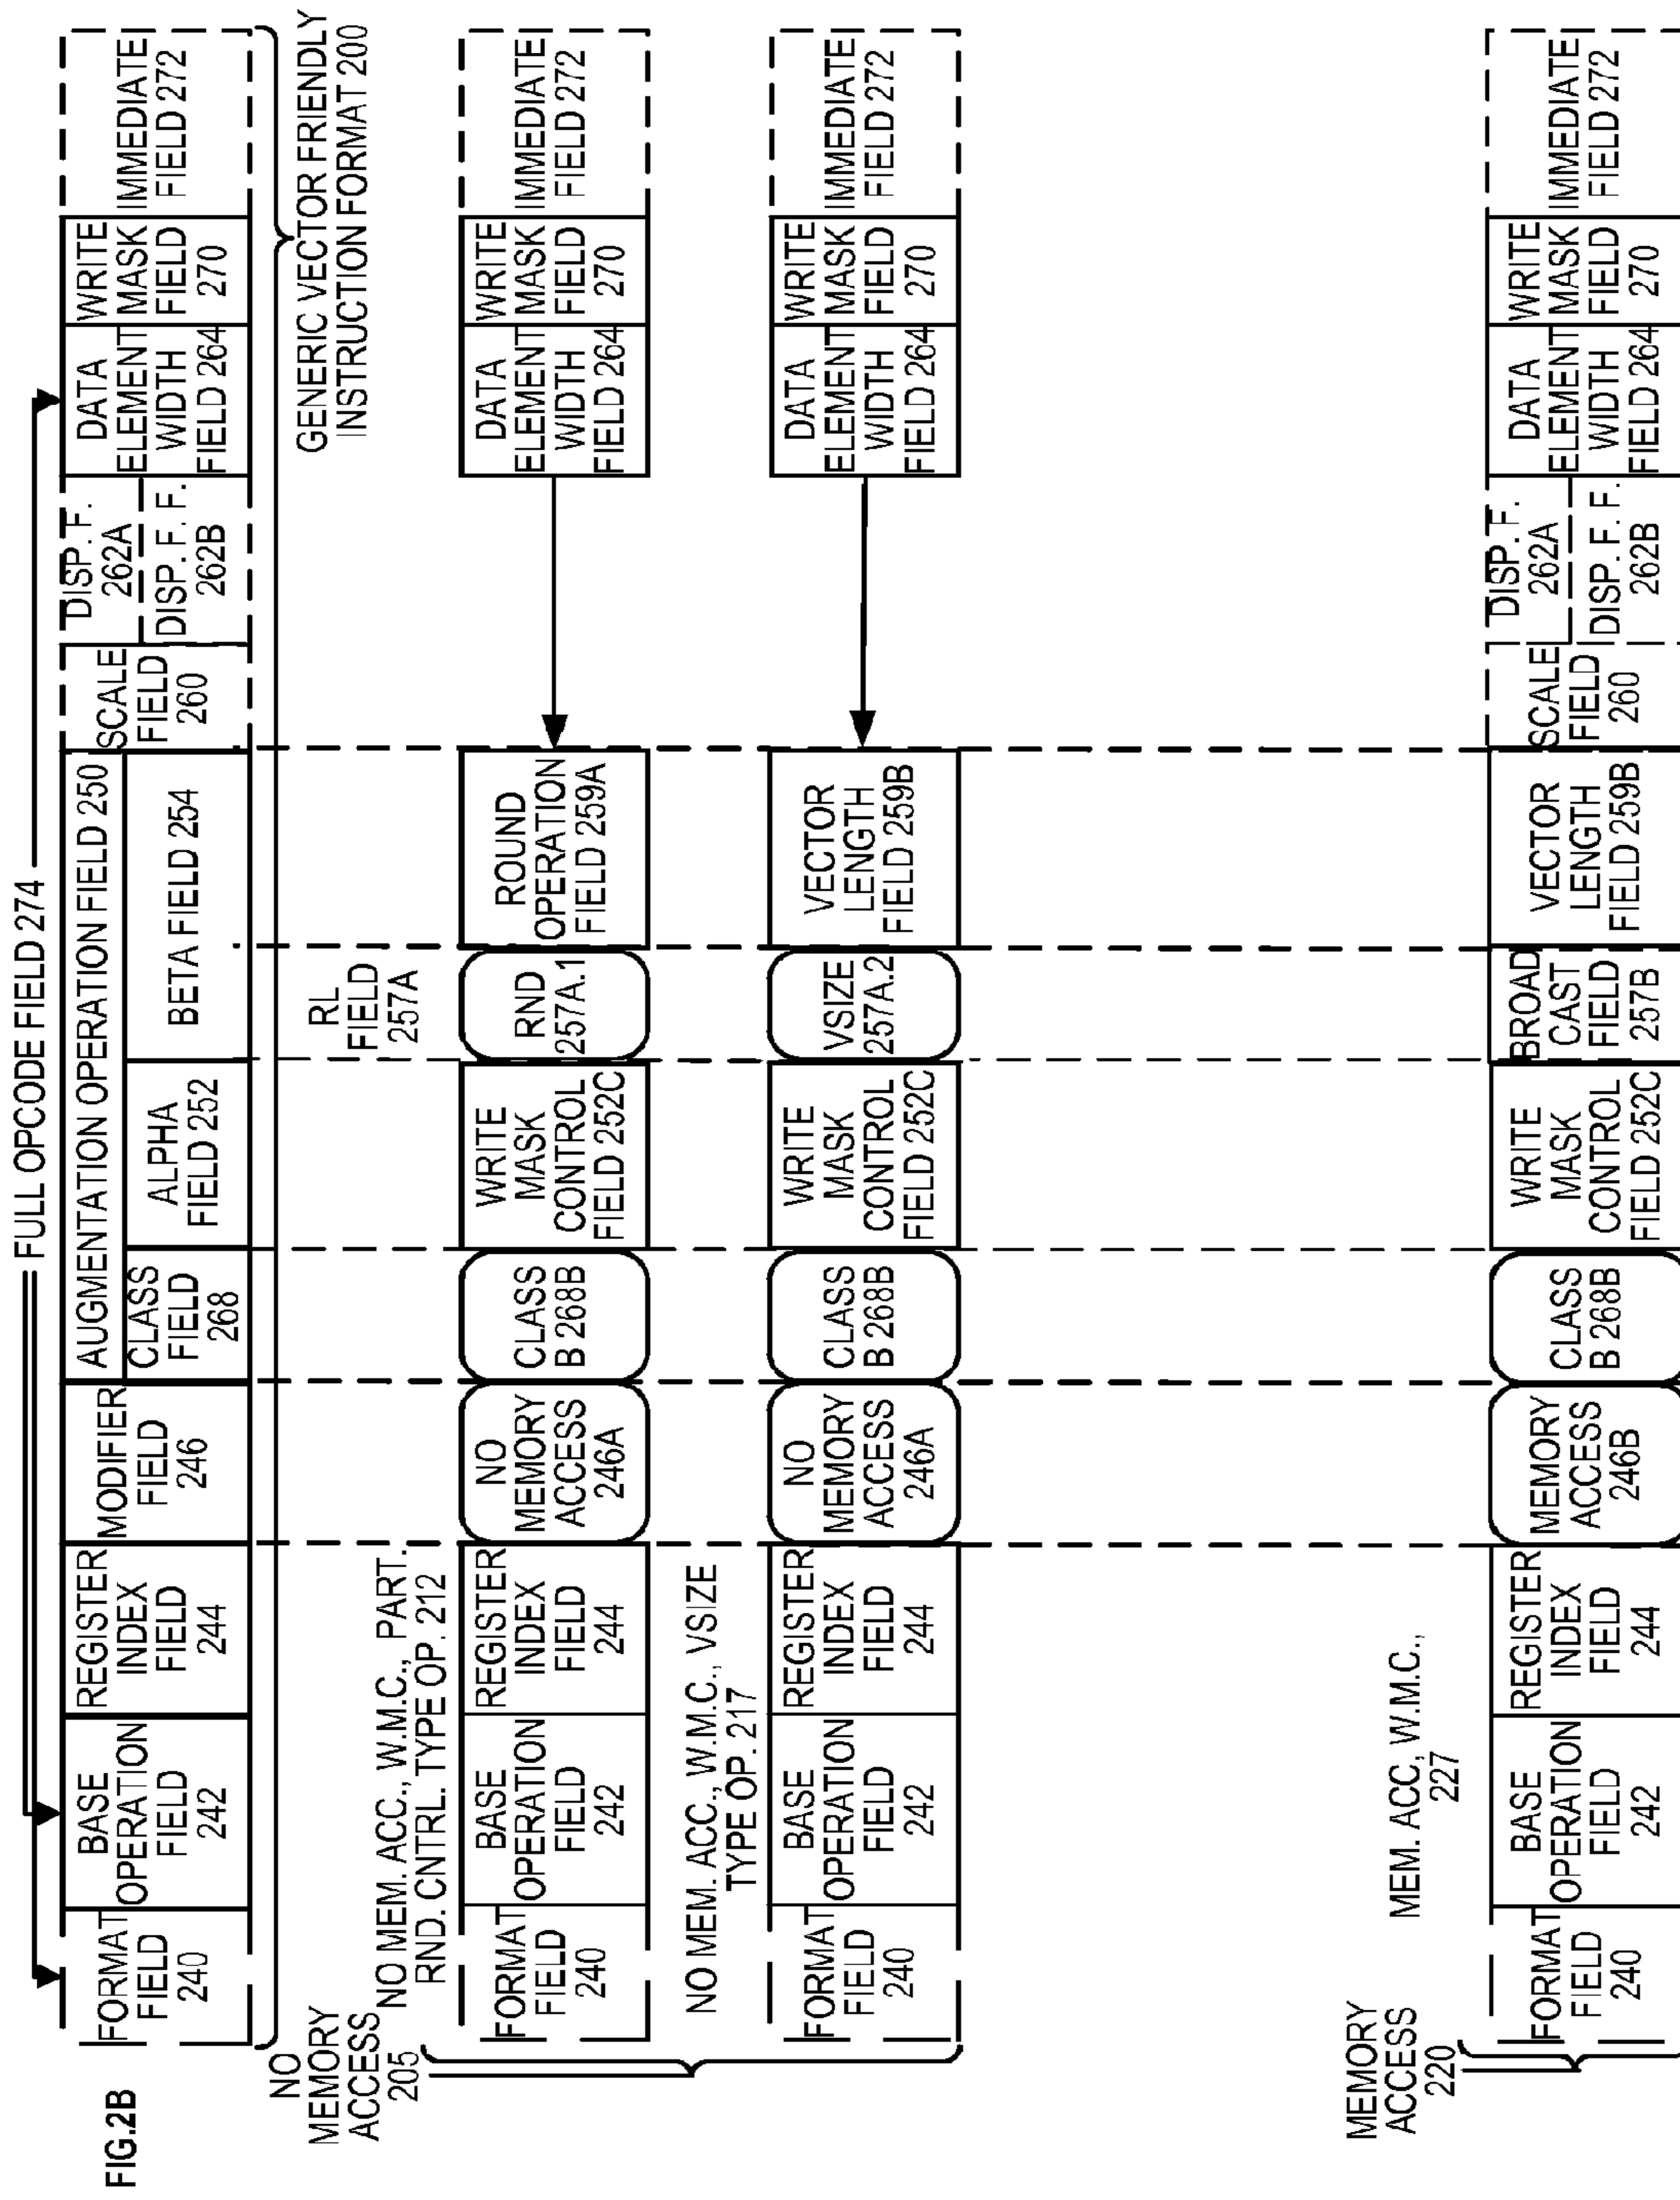 FIG.2B
FULL OPCODE FIELD 274
FORMAT
FIELD
240
BASE
OPERATION
FIELD
242
REGISTER
INDEX
FIELD
244
MODIFIER
FIELD
246
AUGMENTATION OPERATION FIELD 250
CLASS
FIELD
268
ALPHA
FIELD 252
BETA FIELD 254
SCALE
FIELD
260
DISP. F.
262A
DISP. F. F.
262B
DATA
ELEMENT
WIDTH
FIELD 264
WRITE
MASK
FIELD
270
IMMEDIATE
FIELD 272
GENERIC VECTOR FRIENDLY
INSTRUCTION FORMAT 200
NO
MEMORY
ACCESS
205
NO MEM. ACC., W.M.C., PART.
RND. CNTRL. TYPE OP. 212
RL
FIELD
257A
FORMAT
FIELD
240
BASE
OPERATION
FIELD
242
REGISTER
INDEX
FIELD
244
NO
MEMORY
ACCESS
246A
CLASS
B 268B
WRITE
MASK
CONTROL
FIELD 252C
RND
257A.1
ROUND
OPERATION
FIELD 259A
DATA
ELEMENT
WIDTH
FIELD 264
WRITE
MASK
FIELD
270
IMMEDIATE
FIELD 272
NO MEM. ACC., W.M.C., VSIZE
TYPE OP. 217
FORMAT
FIELD
240
BASE
OPERATION
FIELD
242
REGISTER
INDEX
FIELD
244
NO
MEMORY
ACCESS
246A
CLASS
B 268B
WRITE
MASK
CONTROL
FIELD 252C
VSIZE
257A.2
VECTOR
LENGTH
FIELD 259B
DATA
ELEMENT
WIDTH
FIELD 264
WRITE
MASK
FIELD
270
IMMEDIATE
FIELD 272
MEMORY
ACCESS
220
MEM. ACC, W.M.C.,
227
FORMAT
FIELD
240
BASE
OPERATION
FIELD
242
REGISTER
INDEX
FIELD
244
MEMORY
ACCESS
246B
CLASS
B 268B
WRITE
MASK
CONTROL
FIELD 252C
BROAD
CAST
FIELD
257B
VECTOR
LENGTH
FIELD 259B
SCALE
FIELD
260
DISP. F.
262A
DISP. F. F.
262B
DATA
ELEMENT
WIDTH
FIELD 264
WRITE
MASK
FIELD
270
IMMEDIATE
FIELD 272